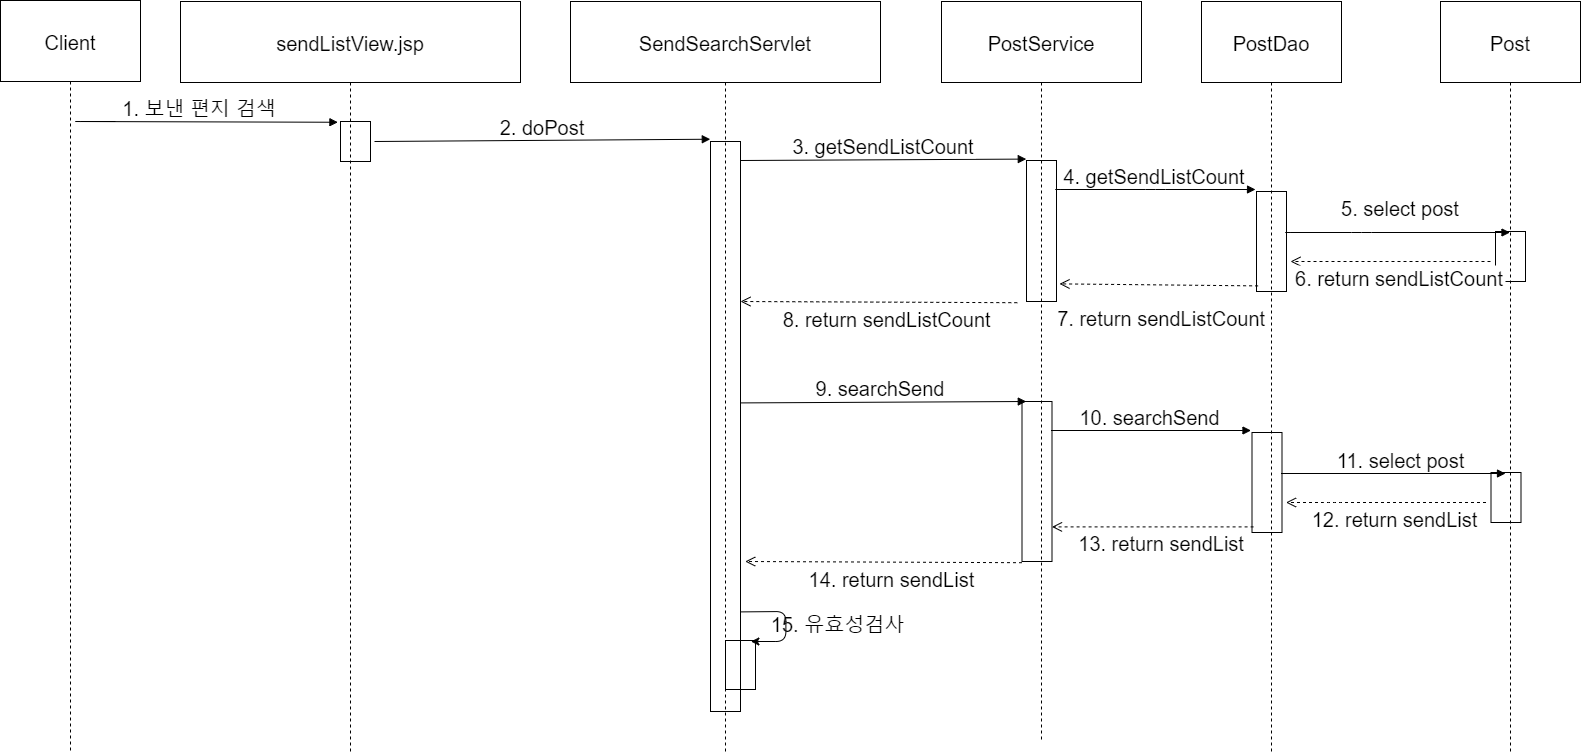 Client
sendListView.jsp
SendSearchServlet
PostService
PostDao
Post
1. 보낸 편지 검색
2. doPost
3. getSendListCount
4. getSendListCount
5. select post
6. return sendListCount
7. return sendListCount
8. return sendListCount
9. searchSend
10. searchSend
11. select post
12. return sendList
13. return sendList
14. return sendList
15. 유효성검사